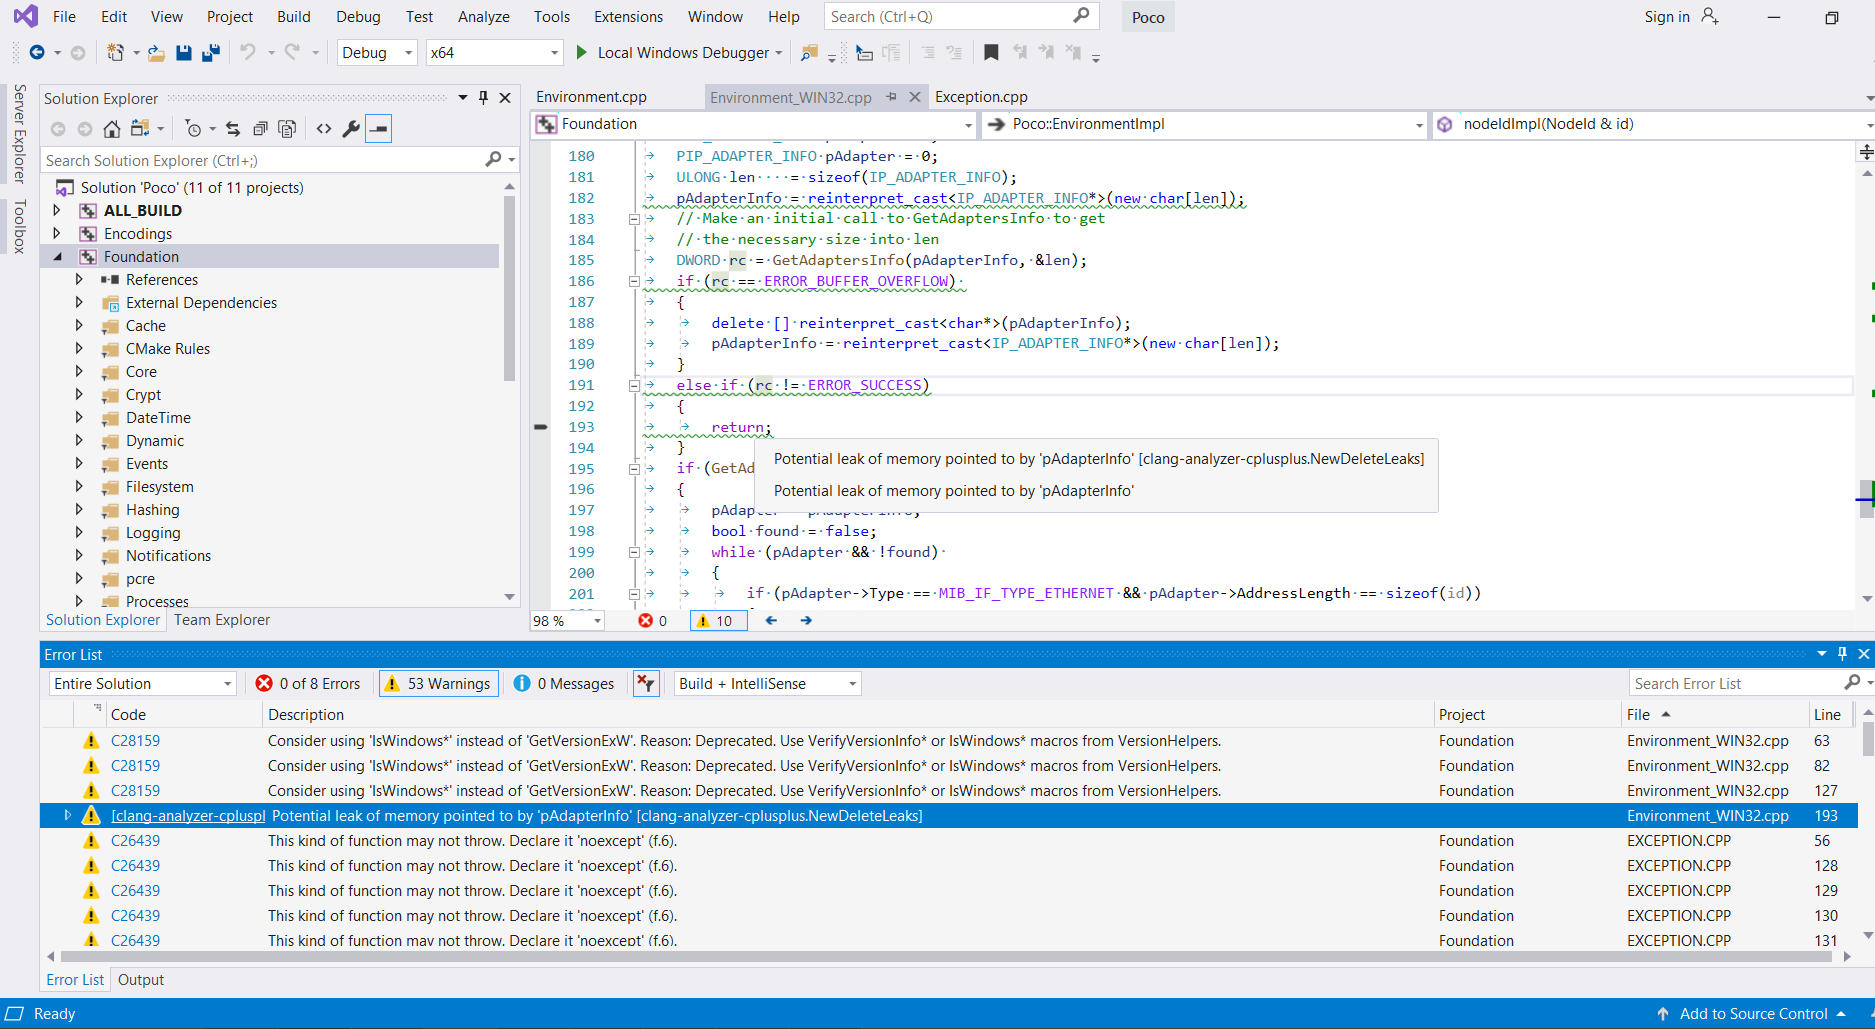 File Edit View Project Build Debug Test Analyze Tools Extensions Window Help Search (Ctrl+Q) Poco Sign in
Debug x64 Local Windows Debugger
Server Explorer
Toolbox
Solution Explorer
Search Solution Explorer (Ctrl+;)
Solution 'Poco' (11 of 11 projects)
ALL_BUILD
Encodings
Foundation
References
External Dependencies
Cache
CMake Rules
Core
Crypt
DateTime
Dynamic
Events
Filesystem
Hashing
Logging
Notifications
pcre
Processes
Solution Explorer Team Explorer
Environment.cpp Environment_WIN32.cpp Exception.cpp
Foundation Poco::EnvironmentImpl nodeIdImpl(NodeId & id)
180 PIP_ADAPTER_INFO pAdapter = 0;
181 ULONG len = sizeof(IP_ADAPTER_INFO);
182 pAdapterInfo = reinterpret_cast<IP_ADAPTER_INFO*>(new char[len]);
183 // Make an initial call to GetAdaptersInfo to get
184 // the necessary size into len
185 DWORD rc = GetAdaptersInfo(pAdapterInfo, &len);
186 if (rc == ERROR_BUFFER_OVERFLOW)
187 {
188 delete [] reinterpret_cast<char*>(pAdapterInfo);
189 pAdapterInfo = reinterpret_cast<IP_ADAPTER_INFO*>(new char[len]);
190 }
191 else if (rc != ERROR_SUCCESS)
192 {
193 return;
194 }
195 if (GetAd
196 {
197 pAdapter = pAdapterInfo;
198 bool found = false;
199 while (pAdapter && !found)
200 {
201 if (pAdapter->Type == MIB_IF_TYPE_ETHERNET && pAdapter->AddressLength == sizeof(id))
Potential leak of memory pointed to by 'pAdapterInfo' [clang-analyzer-cplusplus.NewDeleteLeaks]
Potential leak of memory pointed to by 'pAdapterInfo'
98 % 0 10
Error List
Entire Solution 0 of 8 Errors 53 Warnings 0 Messages Build + IntelliSense Search Error List
Code Description Project File Line
C28159 Consider using 'IsWindows*' instead of 'GetVersionExW'. Reason: Deprecated. Use VerifyVersionInfo* or IsWindows* macros from VersionHelpers. Foundation Environment_WIN32.cpp 63
C28159 Consider using 'IsWindows*' instead of 'GetVersionExW'. Reason: Deprecated. Use VerifyVersionInfo* or IsWindows* macros from VersionHelpers. Foundation Environment_WIN32.cpp 82
C28159 Consider using 'IsWindows*' instead of 'GetVersionExW'. Reason: Deprecated. Use VerifyVersionInfo* or IsWindows* macros from VersionHelpers. Foundation Environment_WIN32.cpp 127
[clang-analyzer-cpluspl Potential leak of memory pointed to by 'pAdapterInfo' [clang-analyzer-cplusplus.NewDeleteLeaks] Environment_WIN32.cpp 193
C26439 This kind of function may not throw. Declare it 'noexcept' (f.6). Foundation EXCEPTION.CPP 56
C26439 This kind of function may not throw. Declare it 'noexcept' (f.6). Foundation EXCEPTION.CPP 128
C26439 This kind of function may not throw. Declare it 'noexcept' (f.6). Foundation EXCEPTION.CPP 129
C26439 This kind of function may not throw. Declare it 'noexcept' (f.6). Foundation EXCEPTION.CPP 130
C26439 This kind of function may not throw. Declare it 'noexcept' (f.6). Foundation EXCEPTION.CPP 131
Error List Output
Ready Add to Source Control